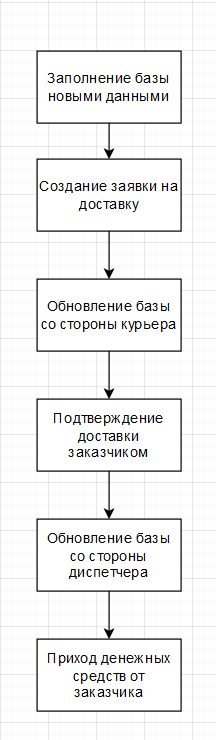 Заполнение базы
новыми данными
Создание заявки на
доставку
Обновление базы
со стороны курьера
Подтверждение
доставки
заказчиком
Обновление базы
со стороны
диспетчера
Приход денежных
средств от
заказчика